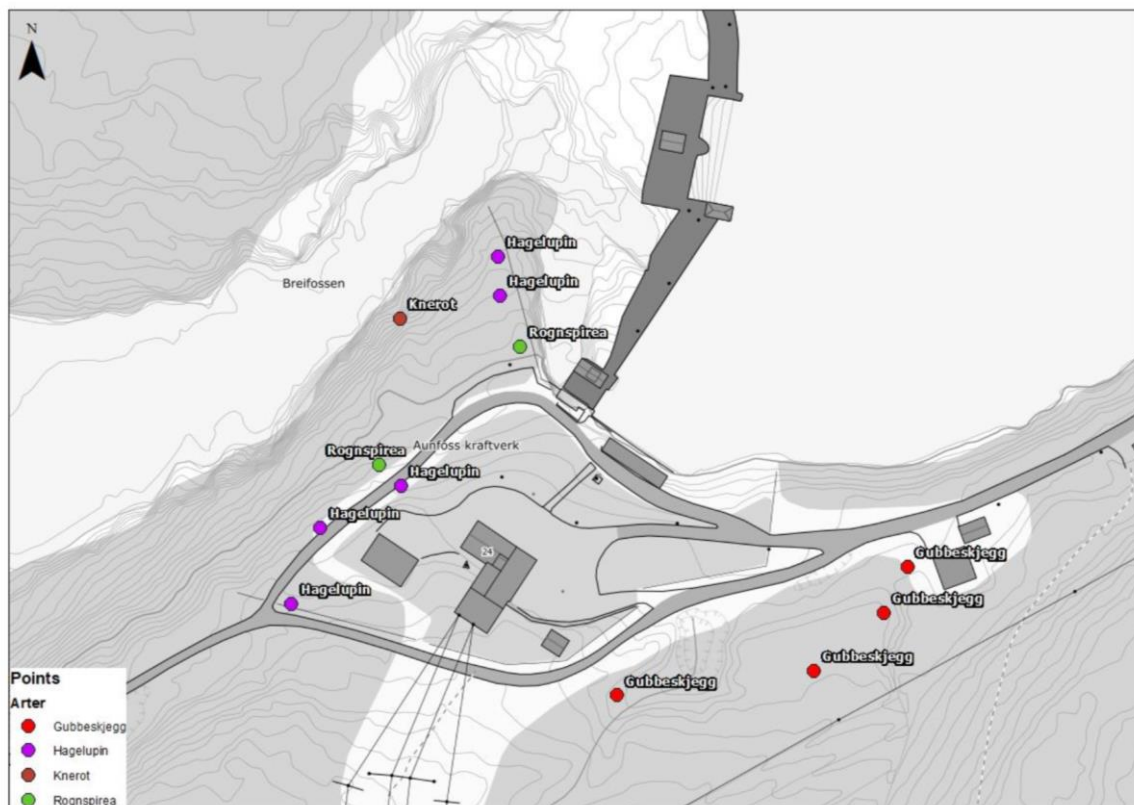 N
Hagelupin
Breifossen
Hagelupin
Knerot
Rognspirea
Aunfoss kraftverk
Rognspirea
Hagelupin
Hagelupin
24
Gubbeskjegg
Hagelupin
Gubbeskjegg
Gubbeskjegg
Gubbeskjegg
Points
Arter
Gubbeskjegg
Hagelupin
Knerot
Rognspirea